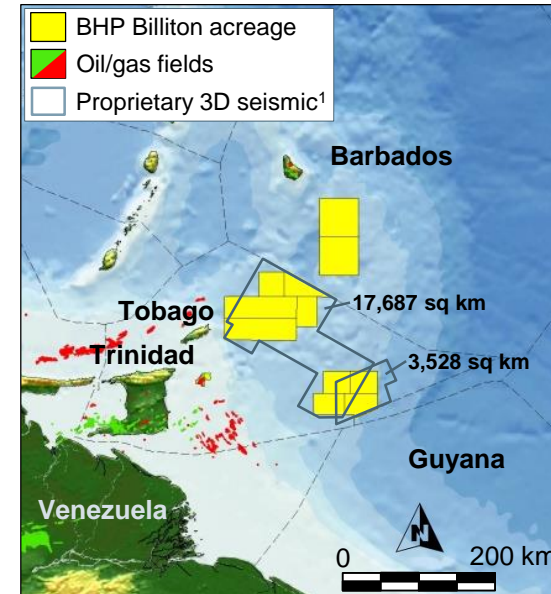 BHP Billiton acreage
Oil/gas fields
Proprietary 3D seismic¹
Barbados
17,687 sq km
Tobago
Trinidad
3,528 sq km
Guyana
Venezuela
N
0 200 km